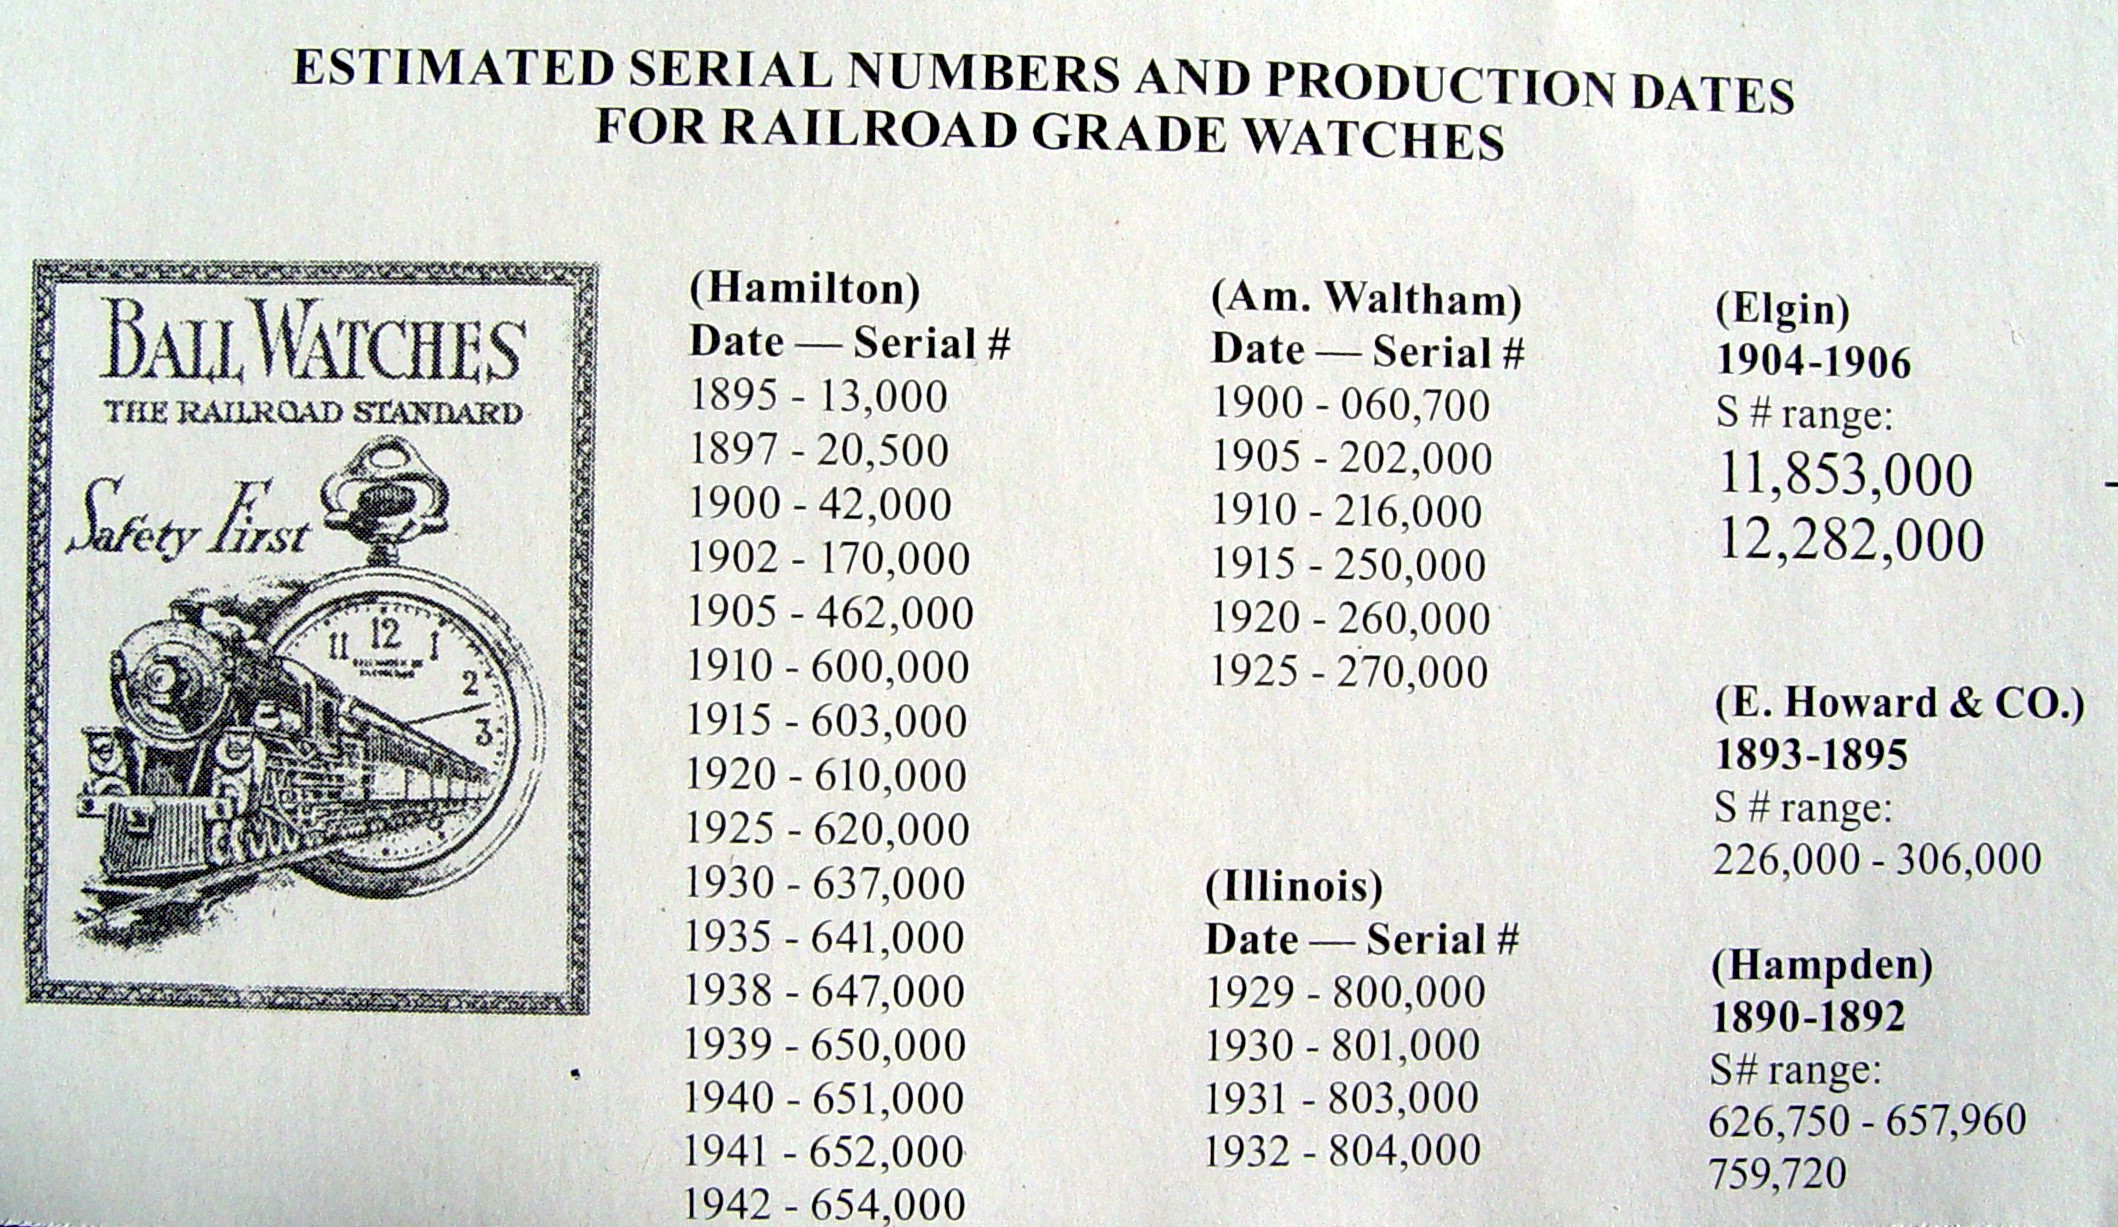 ESTIMATED SERIAL NUMBERS AND PRODUCTION DATES
FOR RAILROAD GRADE WATCHES
BALL WATCHES
THE RAILROAD STANDARD
Safety First
11 12 1
2
3
(Hamilton)
Date — Serial #
1895 - 13,000
1897 - 20,500
1900 - 42,000
1902 - 170,000
1905 - 462,000
1910 - 600,000
1915 - 603,000
1920 - 610,000
1925 - 620,000
1930 - 637,000
1935 - 641,000
1938 - 647,000
1939 - 650,000
1940 - 651,000
1941 - 652,000
1942 - 654,000
(Am. Waltham)
Date — Serial #
1900 - 060,700
1905 - 202,000
1910 - 216,000
1915 - 250,000
1920 - 260,000
1925 - 270,000
(Illinois)
Date — Serial #
1929 - 800,000
1930 - 801,000
1931 - 803,000
1932 - 804,000
(Elgin)
1904-1906
S # range:
11,853,000 -
12,282,000
(E. Howard & CO.)
1893-1895
S # range:
226,000 - 306,000
(Hampden)
1890-1892
S# range:
626,750 - 657,960
759,720